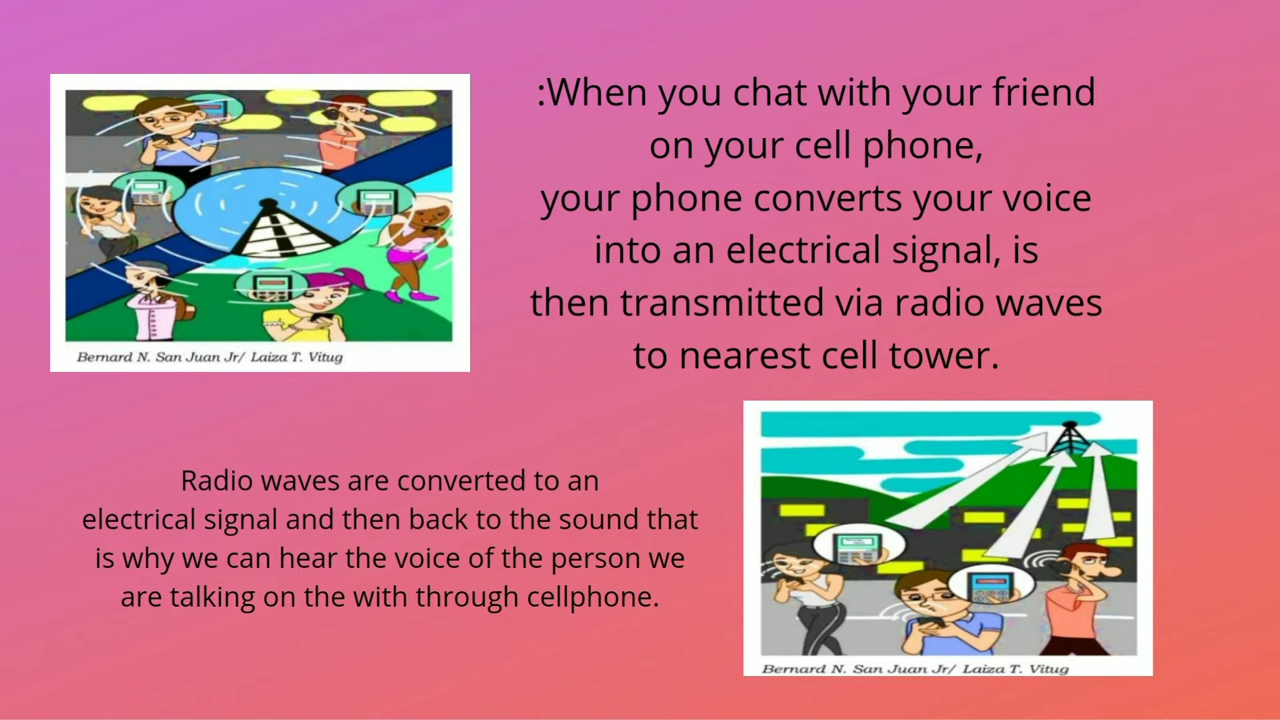 :When you chat with your friend
on your cell phone,
your phone converts your voice
into an electrical signal, is
then transmitted via radio waves
to nearest cell tower.
Bernard N. San Juan Jr/ Laiza T. Vitug
Radio waves are converted to an
electrical signal and then back to the sound that
is why we can hear the voice of the person we
are talking on the with through cellphone.
Bernard N. San Juan Jr/ Laiza T. Vitug